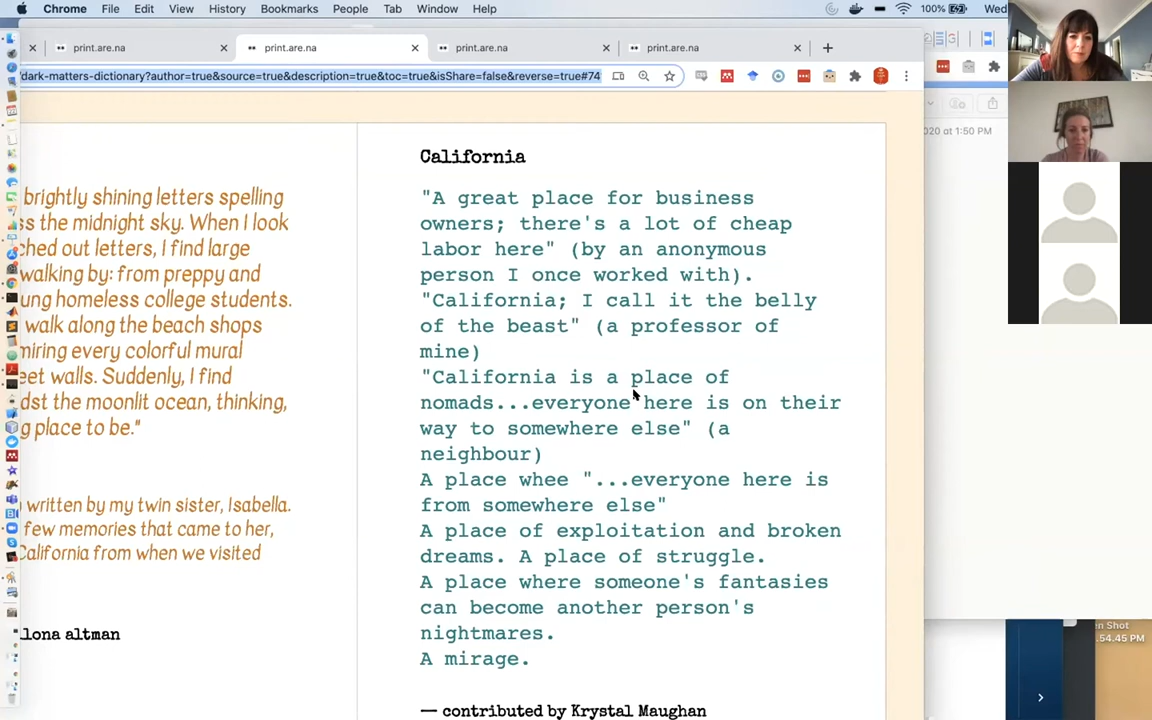 Chrome File Edit View History Bookmarks People Tab Window Help 100% Wed
print.are.na print.are.na print.are.na print.are.na
/dark-matters-dictionary?author=true&source=true&description=true&toc=true&isShare=false&reverse=true#74
020 at 1:50 PM
brightly shining letters spelling
ss the midnight sky. When I look
ched out letters, I find large
walking by: from preppy and
ung homeless college students.
walk along the beach shops
miring every colorful mural
eet walls. Suddenly, I find
dst the moonlit ocean, thinking,
g place to be."
written by my twin sister, Isabella.
few memories that came to her,
California from when we visited
ilona altman
California
"A great place for business
owners; there's a lot of cheap
labor here" (by an anonymous
person I once worked with).
"California; I call it the belly
of the beast" (a professor of
mine)
"California is a place of
nomads...everyone here is on their
way to somewhere else" (a
neighbour)
A place whee "...everyone here is
from somewhere else"
A place of exploitation and broken
dreams. A place of struggle.
A place where someone's fantasies
can become another person's
nightmares.
A mirage.
— contributed by Krystal Maughan
en Shot
.54.45 PM